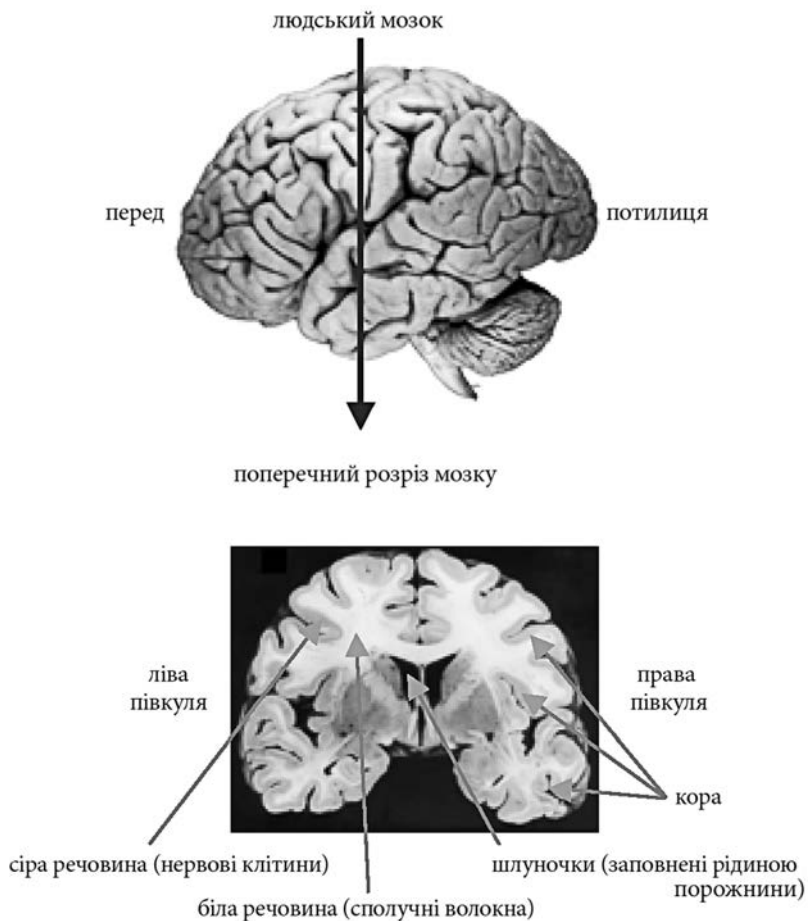 людський мозок
перед
потилиця
поперечний розріз мозку
ліва
півкуля
права
півкуля
кора
сіра речовина (нервові клітини)
шлуночки (заповнені рідиною
порожнини)
біла речовина (сполучні волокна)